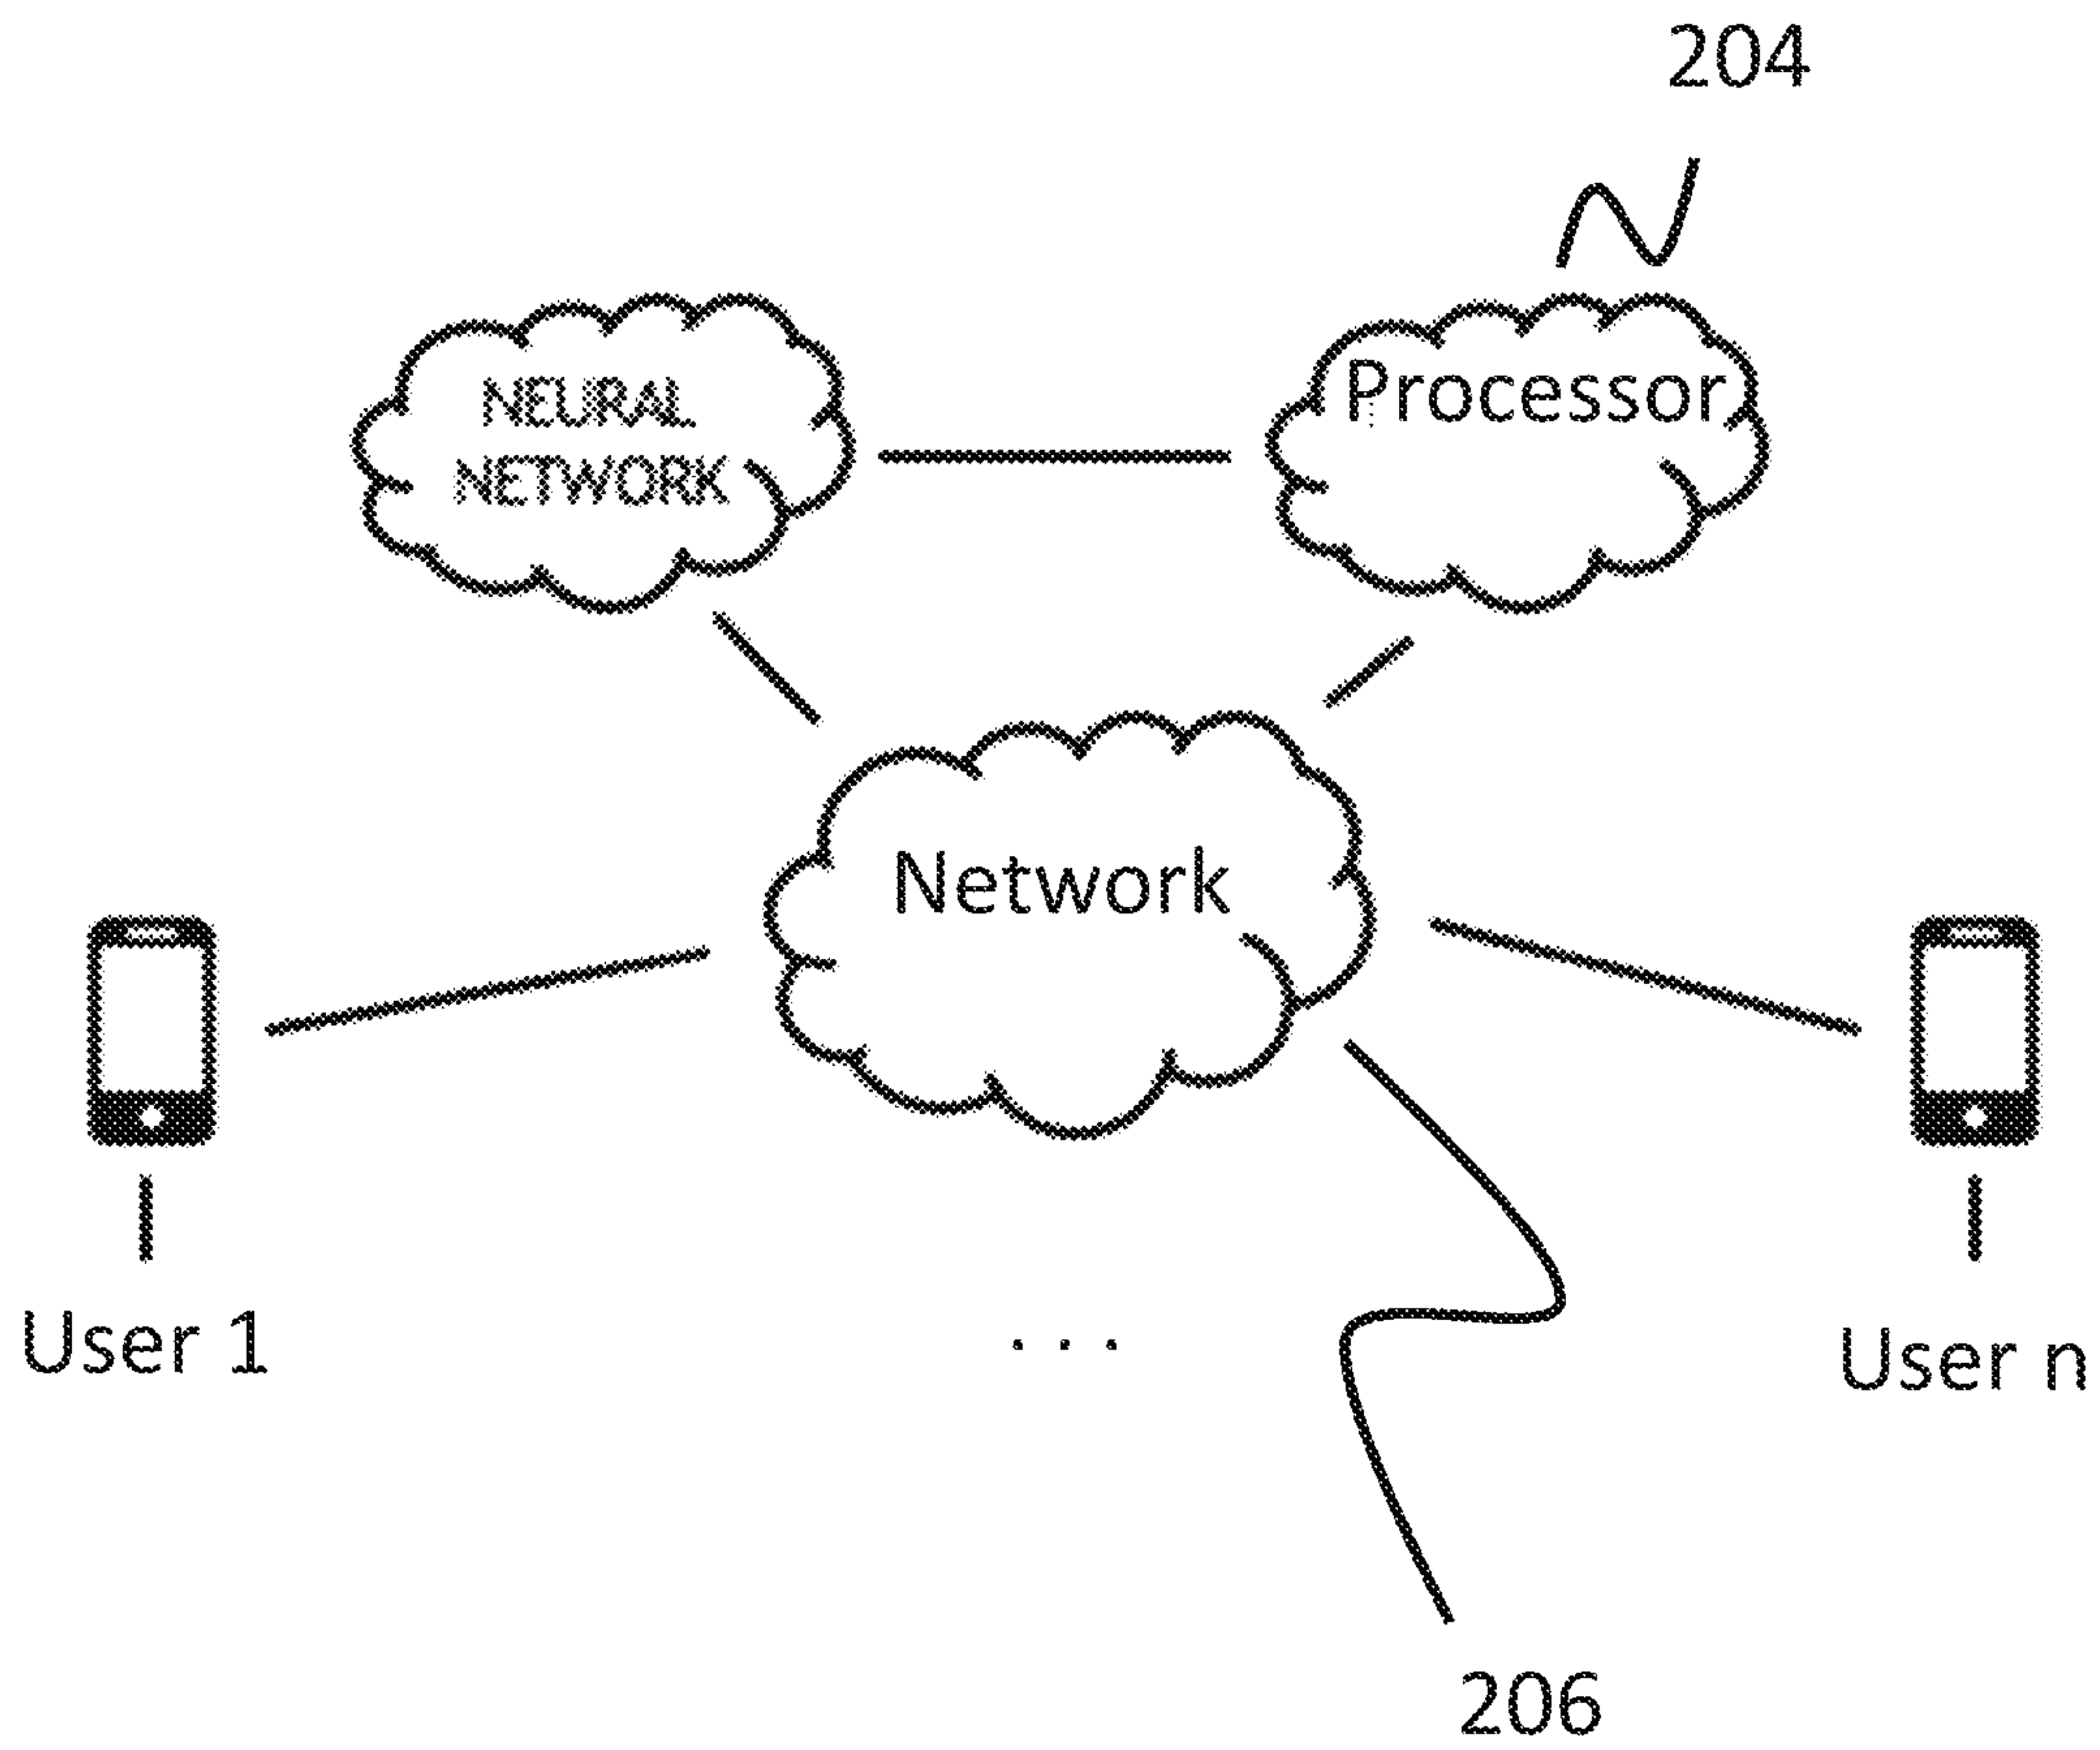 204
NEURAL
NETWORK
Processor
Network
User 1
. . .
User n
206